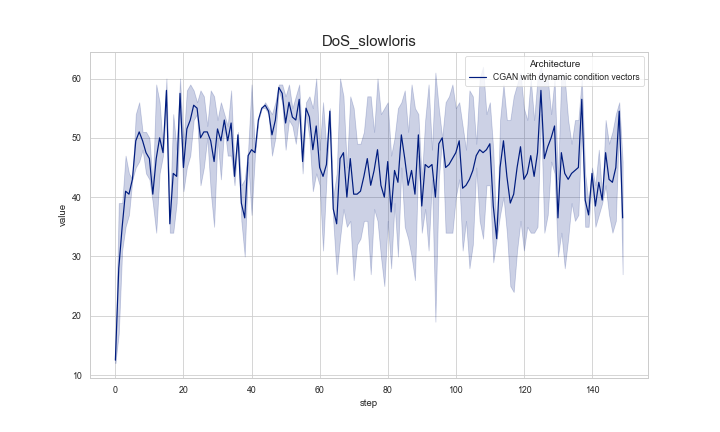 DoS_slowloris
Architecture
CGAN with dynamic condition vectors
value
60
50
40
30
20
10
0 20 40 60 80 100 120 140
step